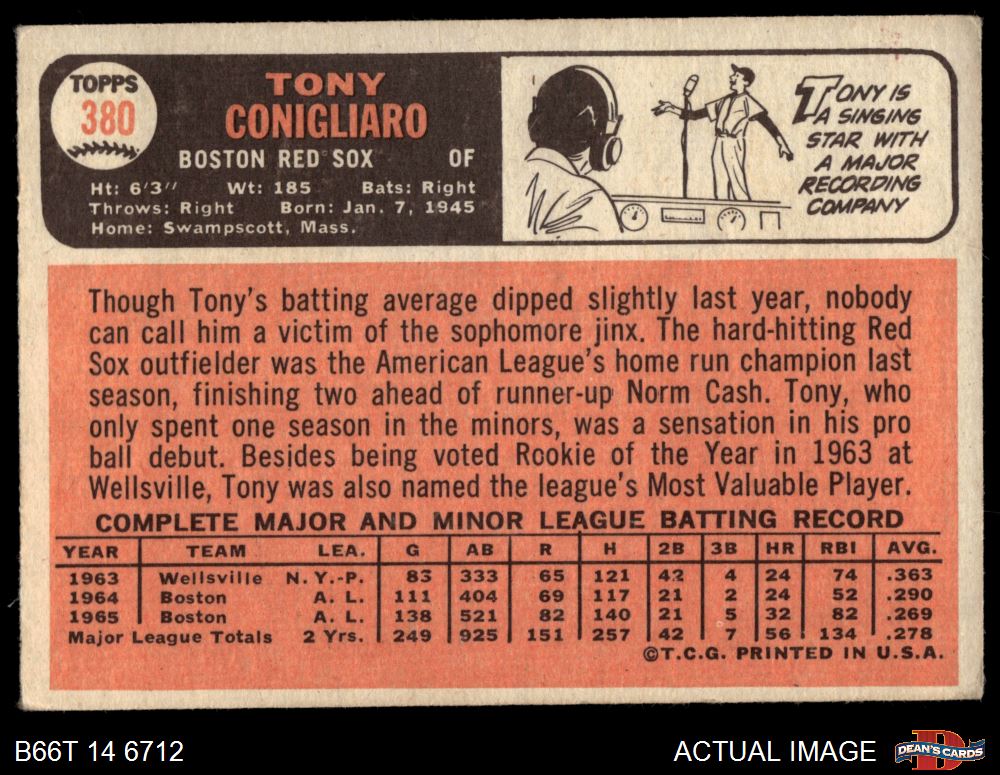 TOPPS
380
TONY
CONIGLIARO
BOSTON RED SOX OF
Ht: 6'3" Wt: 185 Bats: Right
Throws: Right Born: Jan. 7, 1945
Home: Swampscott, Mass.
TONY IS
A SINGING
STAR WITH
A MAJOR
RECORDING
COMPANY
Though Tony's batting average dipped slightly last year, nobody
can call him a victim of the sophomore jinx. The hard-hitting Red
Sox outfielder was the American League's home run champion last
season, finishing two ahead of runner-up Norm Cash. Tony, who
only spent one season in the minors, was a sensation in his pro
ball debut. Besides being voted Rookie of the Year in 1963 at
Wellsville, Tony was also named the league's Most Valuable Player.
COMPLETE MAJOR AND MINOR LEAGUE BATTING RECORD
YEAR TEAM LEA. G AB R H 2B 3B HR RBI AVG.
1963 Wellsville N.Y.-P. 83 333 65 121 42 4 24 74 .363
1964 Boston A. L. 111 404 69 117 21 2 24 52 .290
1965 Boston A. L. 138 521 82 140 21 5 32 82 .269
Major League Totals 2 Yrs. 249 925 151 257 42 7 56 134 .278
©T.C.G. PRINTED IN U.S.A.
B66T 14 6712
ACTUAL IMAGE
DEAN'S CARDS